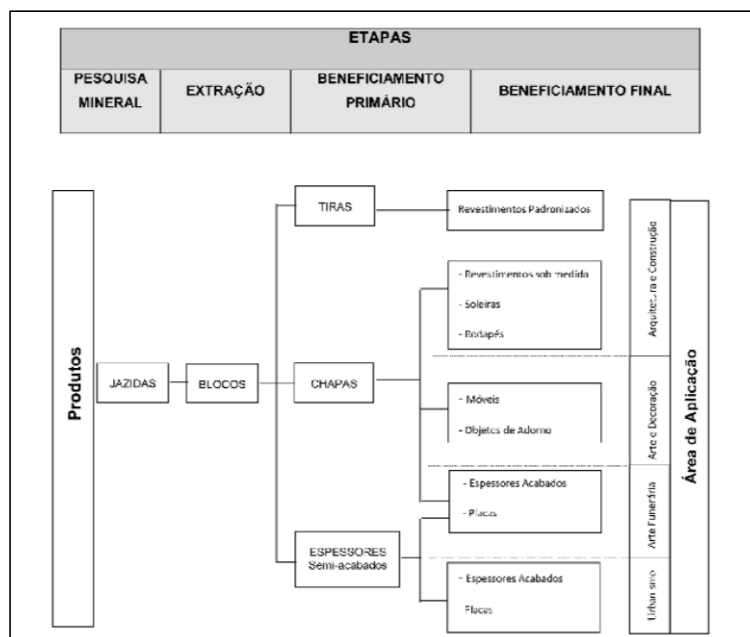 ETAPAS
PESQUISA
MINERAL
EXTRAÇÃO
BENEFICIAMENTO
PRIMÁRIO
BENEFICIAMENTO FINAL
Produtos
JAZIDAS
BLOCOS
TIRAS
CHAPAS
ESPESSORES
Semi-acabados
Revestimentos Padronizados
- Revestimentos sob medida
- Soleiras
- Rodapés
- Móveis
- Objetos de Adorno
- Espessores Acabados
- Placas
- Espessores Acabados
Placas
Arquitetura e Construção
Arte e Decoração
Arte Funerária
Urbanismo
Área de Aplicação